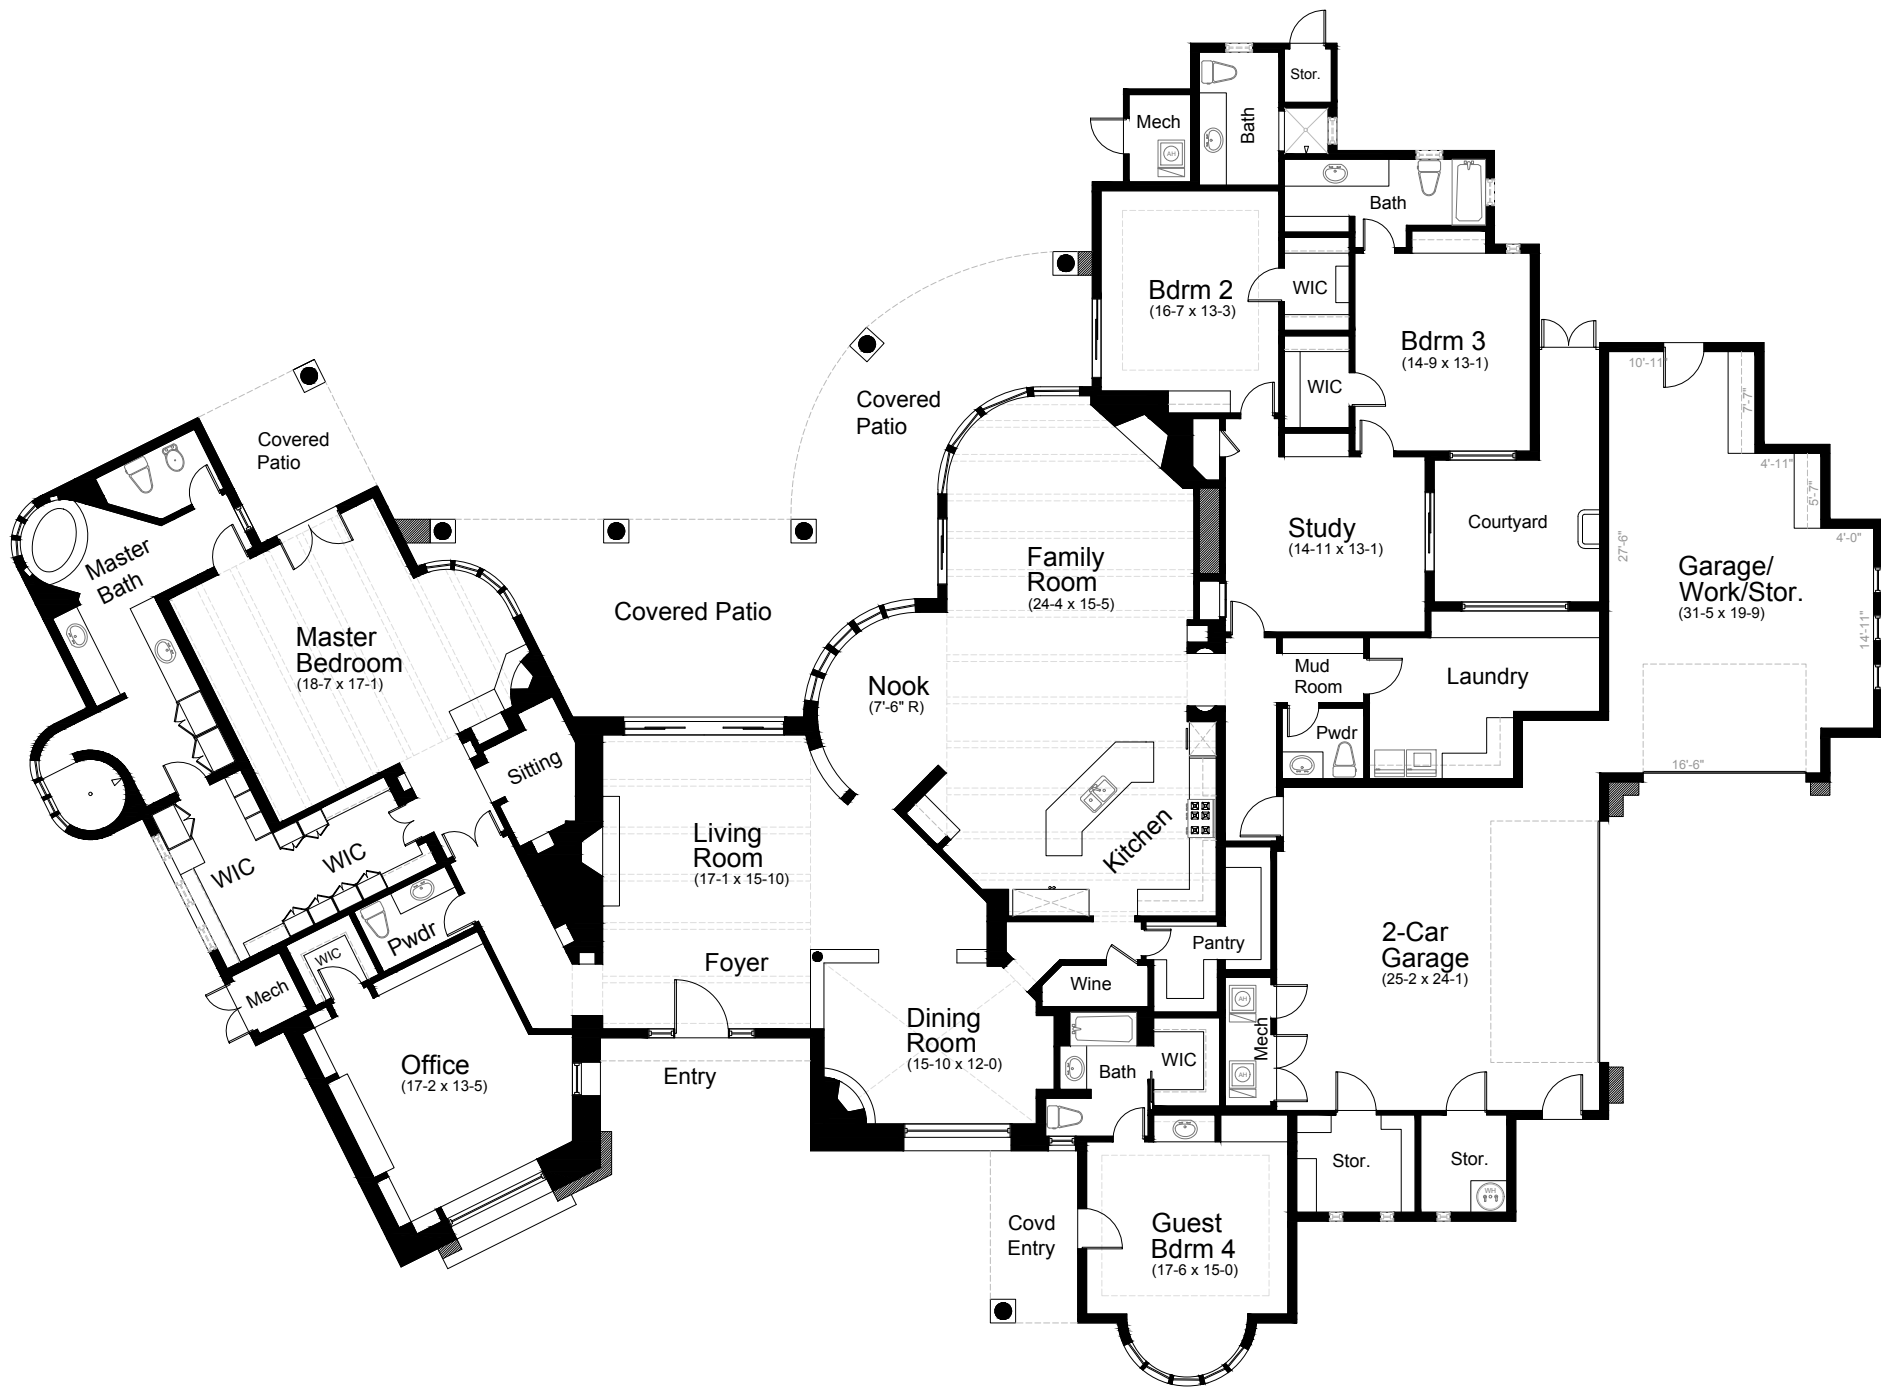 Stor.
Mech
Bath
AH
Bath
Bdrm 2
(16-7 x 13-3)
WIC
Bdrm 3
(14-9 x 13-1)
WIC
10'-11"
7'-7"
4'-11"
5'-7"
4'-0"
27'-6"
14'-11"
16'-6"
Garage/
Work/Stor.
(31-5 x 19-9)
Covered
Patio
Covered
Patio
Courtyard
Study
(14-11 x 13-1)
Family
Room
(24-4 x 15-5)
Master
Bath
Covered Patio
Master
Bedroom
(18-7 x 17-1)
Nook
(7'-6" R)
Mud
Room
Laundry
Pwdr
Sitting
Living
Room
(17-1 x 15-10)
Kitchen
WIC
WIC
Pwdr
WIC
Mech
Foyer
Pantry
Wine
2-Car
Garage
(25-2 x 24-1)
AH
Mech
AH
Dining
Room
(15-10 x 12-0)
Office
(17-2 x 13-5)
Entry
Bath
WIC
Stor.
Stor.
WH
Covd
Entry
Guest
Bdrm 4
(17-6 x 15-0)